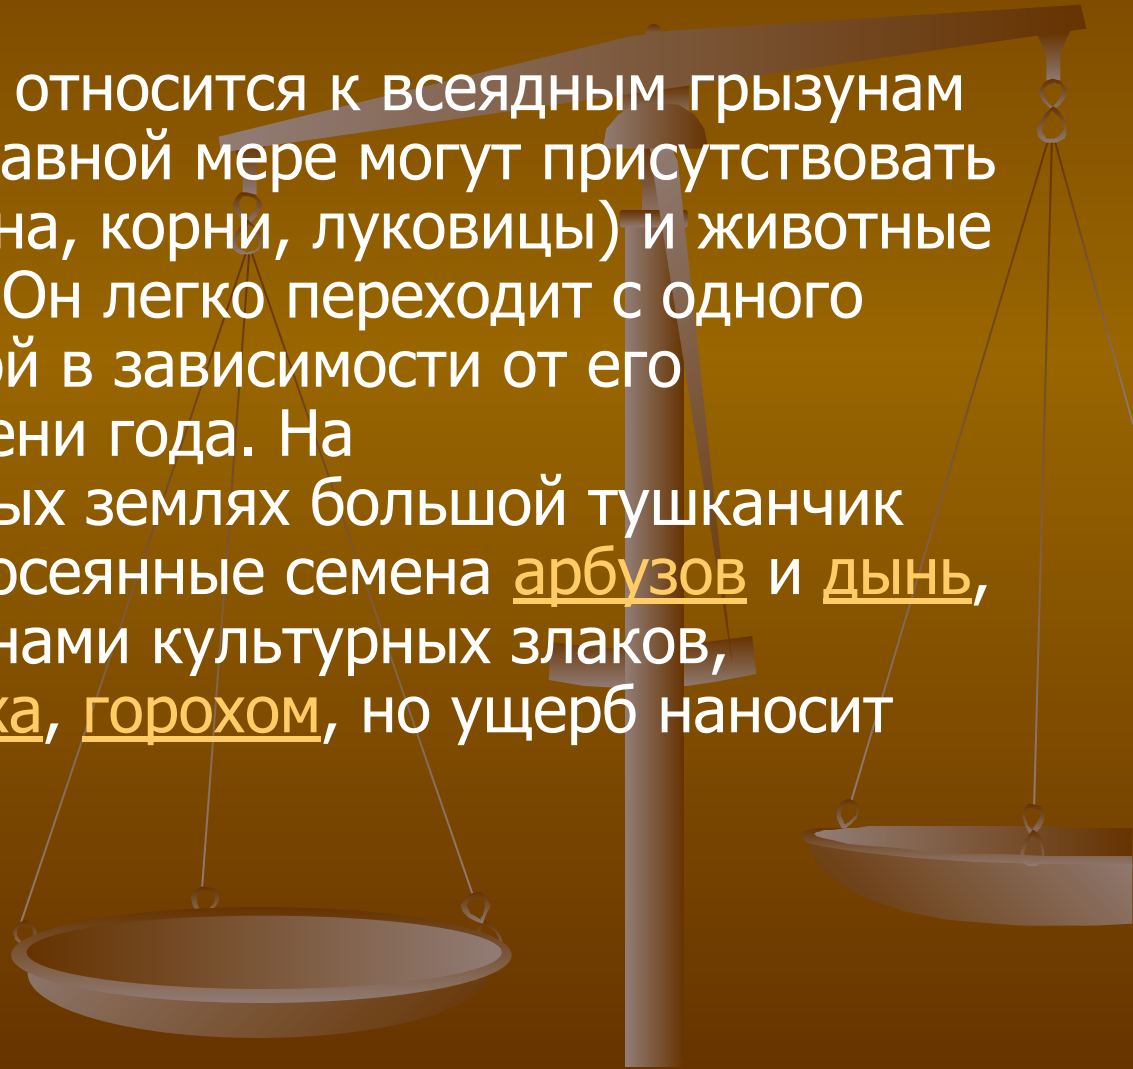 относится к всеядным грызунам
авной мере могут присутствовать
на, корни, луковицы) и животные
Он легко переходит с одного
ой в зависимости от его
ени года. На
ых землях большой тушканчик
осеянные семена арбузов и дынь,
нами культурных злаков,
ка, горохом, но ущерб наносит